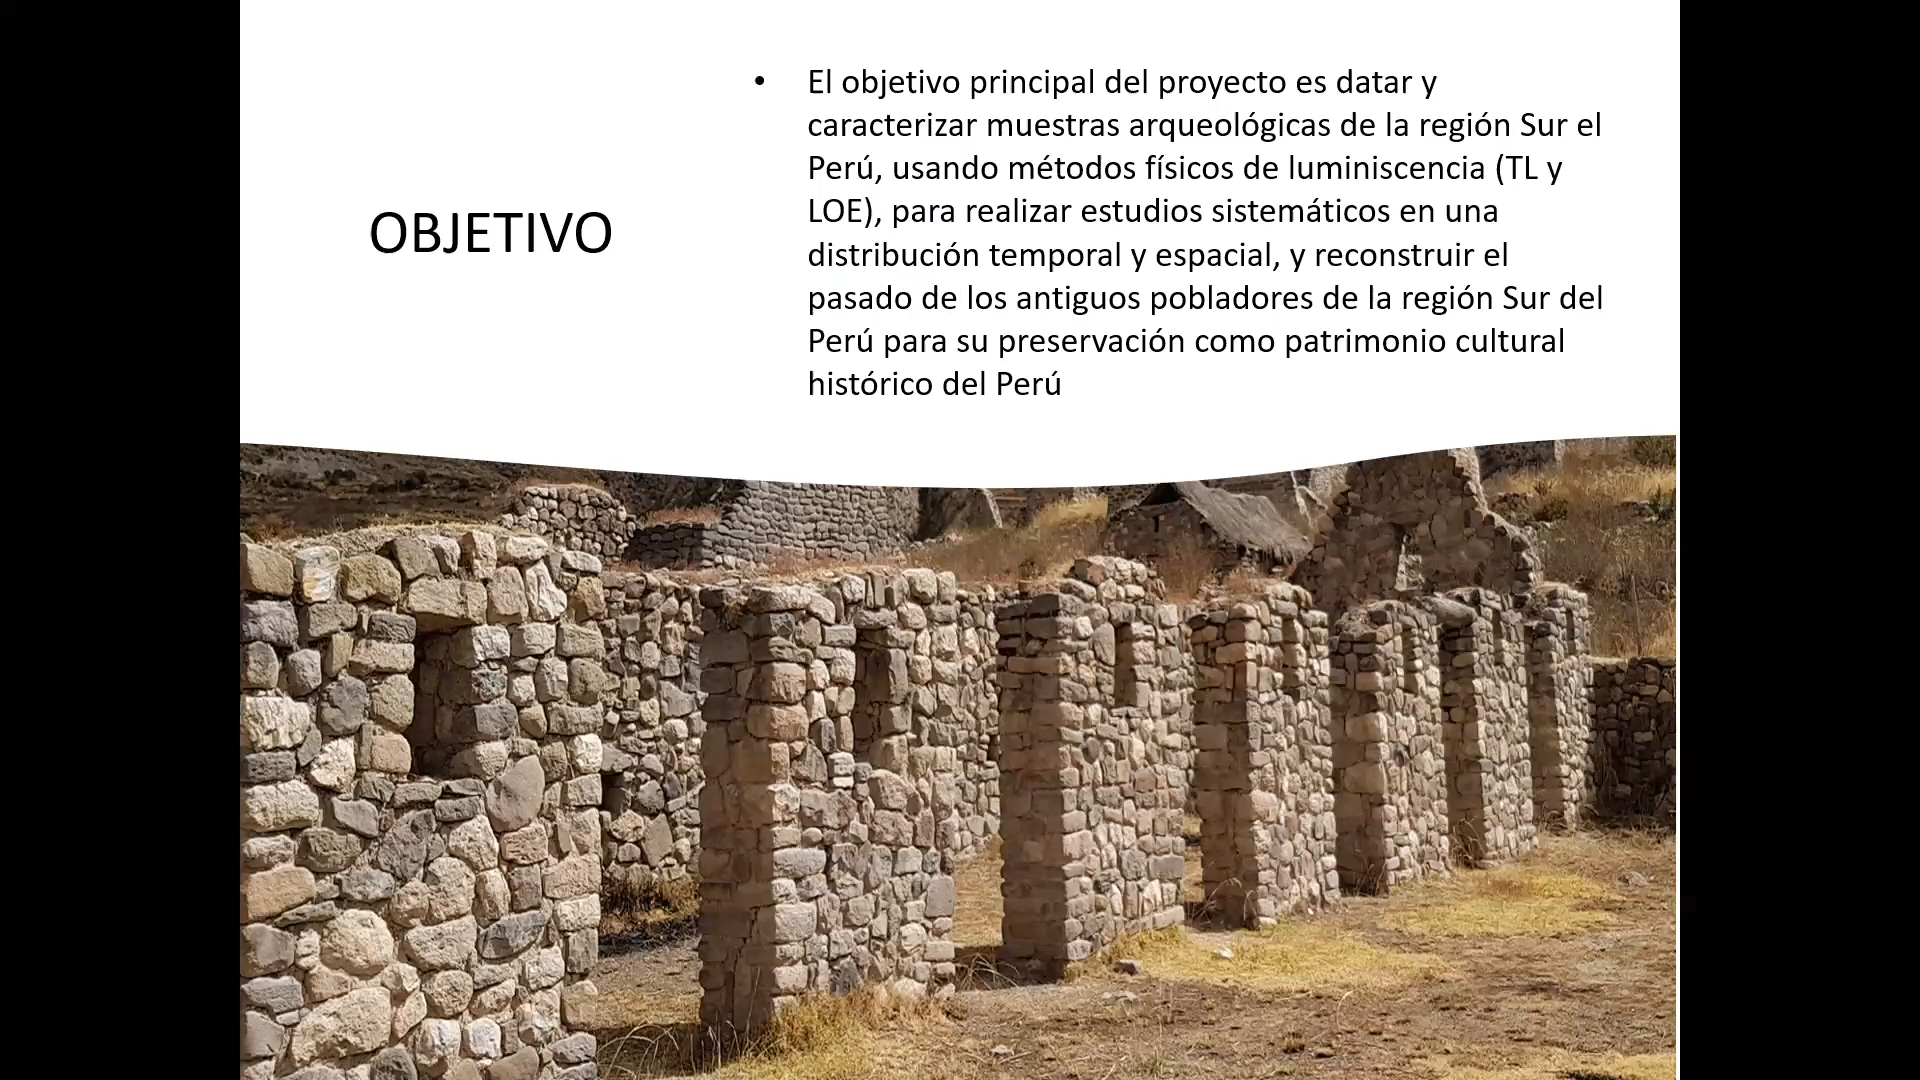 OBJETIVO
• El objetivo principal del proyecto es datar y
caracterizar muestras arqueológicas de la región Sur el
Perú, usando métodos físicos de luminiscencia (TL y
LOE), para realizar estudios sistemáticos en una
distribución temporal y espacial, y reconstruir el
pasado de los antiguos pobladores de la región Sur del
Perú para su preservación como patrimonio cultural
histórico del Perú